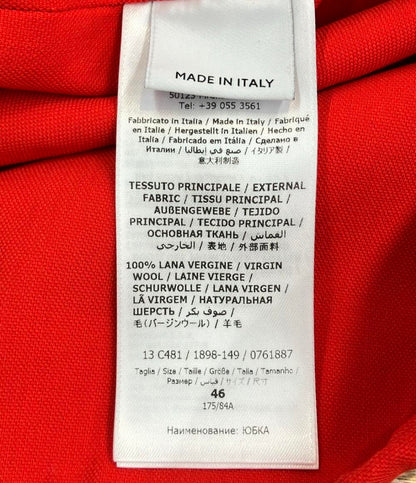 MADE IN ITALY
50123
Tel: +39 055 3561
Fabbricato in Italia / Made in Italy / Fabriqué
en Italie / Hergestellt in Italien / Hecho en
Italia / Fabricado em Itália / Сделано в
Италии / صنع في إيطاليا / イタリア製 /
意大利制造
TESSUTO PRINCIPALE / EXTERNAL
FABRIC / TISSU PRINCIPAL /
AUßENGEWEBE / TEJIDO
PRINCIPAL / TECIDO PRINCIPAL /
ОСНОВНАЯ ТКАНЬ / القماش
الخارجي / 表地 / 外部面料
100% LANA VERGINE / VIRGIN
WOOL / LAINE VIERGE /
SCHURWOLLE / LANA VIRGEN /
LÃ VIRGEM / НАТУРАЛЬНАЯ
ШЕРСТЬ / صوف بكر /
毛(バージンウール) / 羊毛
13 C481 / 1898-149 / 0761887
Taglia / Size / Taille / Größe / Talla / Tamanho /
Размер / قياس / サイズ / 尺寸
46
175/84A
Наименование: ЮБКА